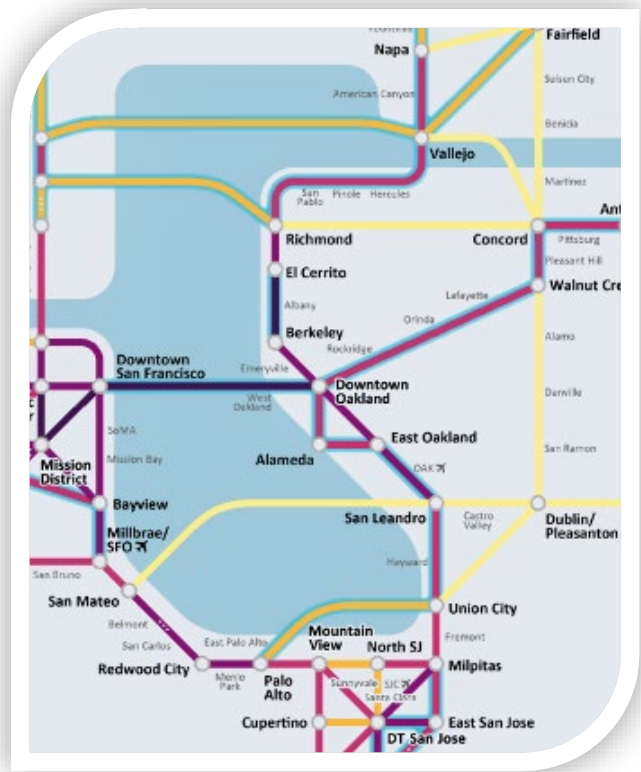 Fairfield
Napa
Suisun City
American Canyon
Benicia
Vallejo
Martinez
San
Pablo
Pinole
Hercules
Ant
Richmond
Concord
Pittsburg
Pleasant Hill
El Cerrito
Walnut Cre
Lafayette
Albany
Orinda
Berkeley
Alamo
Rockridge
Downtown
San Francisco
Emeryville
Downtown
Oakland
West
Oakland
Danville
SoMA
East Oakland
San Ramon
Mission Bay
Alameda
Mission
District
OAK
Bayview
San Leandro
Castro
Valley
Dublin/
Pleasanton
Millbrae/
SFO
Hayward
San Bruno
San Mateo
Union City
Belmont
Mountain
View
Fremont
San Carlos
East Palo Alto
North SJ
Redwood City
Menlo
Park
Palo
Alto
Sunnyvale
SJC
Santa Clara
Milpitas
Cupertino
East San Jose
DT San Jose